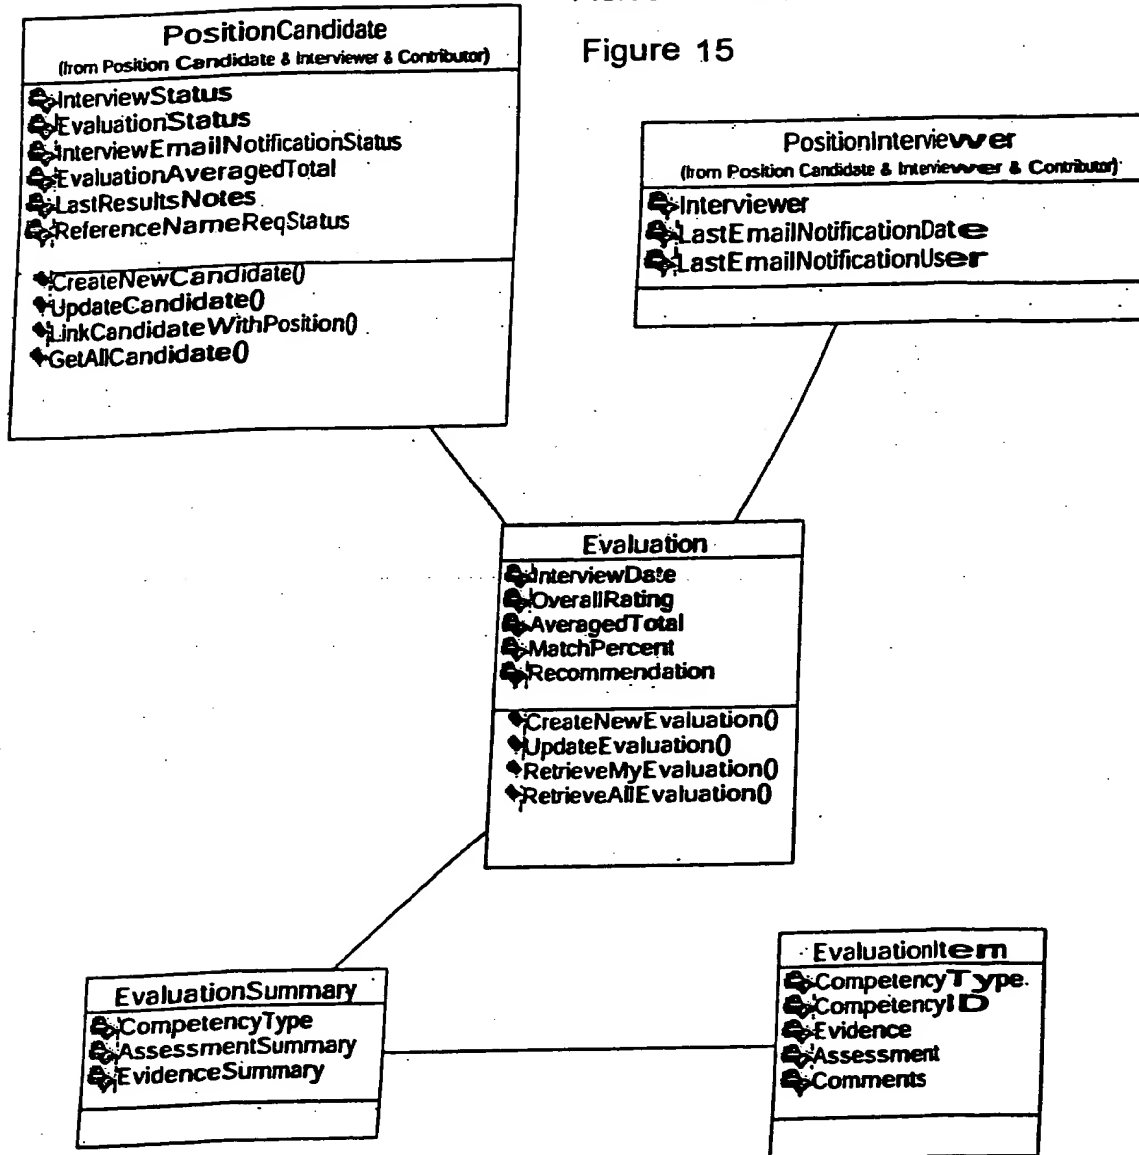 Figure 15
PositionCandidate
(from Position Candidate & Interviewer & Contributor)
InterviewStatus
EvaluationStatus
InterviewEmailNotificationStatus
EvaluationAveragedTotal
LastResultsNotes
ReferenceNameReqStatus
CreateNewCandidate()
UpdateCandidate()
LinkCandidateWithPosition()
GetAllCandidate()
PositionInterviewer
(from Position Candidate & Interviewer & Contributor)
Interviewer
LastEmailNotificationDate
LastEmailNotificationUser
Evaluation
InterviewDate
OverallRating
AveragedTotal
MatchPercent
Recommendation
CreateNewEvaluation()
UpdateEvaluation()
RetrieveMyEvaluation()
RetrieveAllEvaluation()
EvaluationSummary
CompetencyType
AssessmentSummary
EvidenceSummary
EvaluationItem
CompetencyType
CompetencyID
Evidence
Assessment
Comments